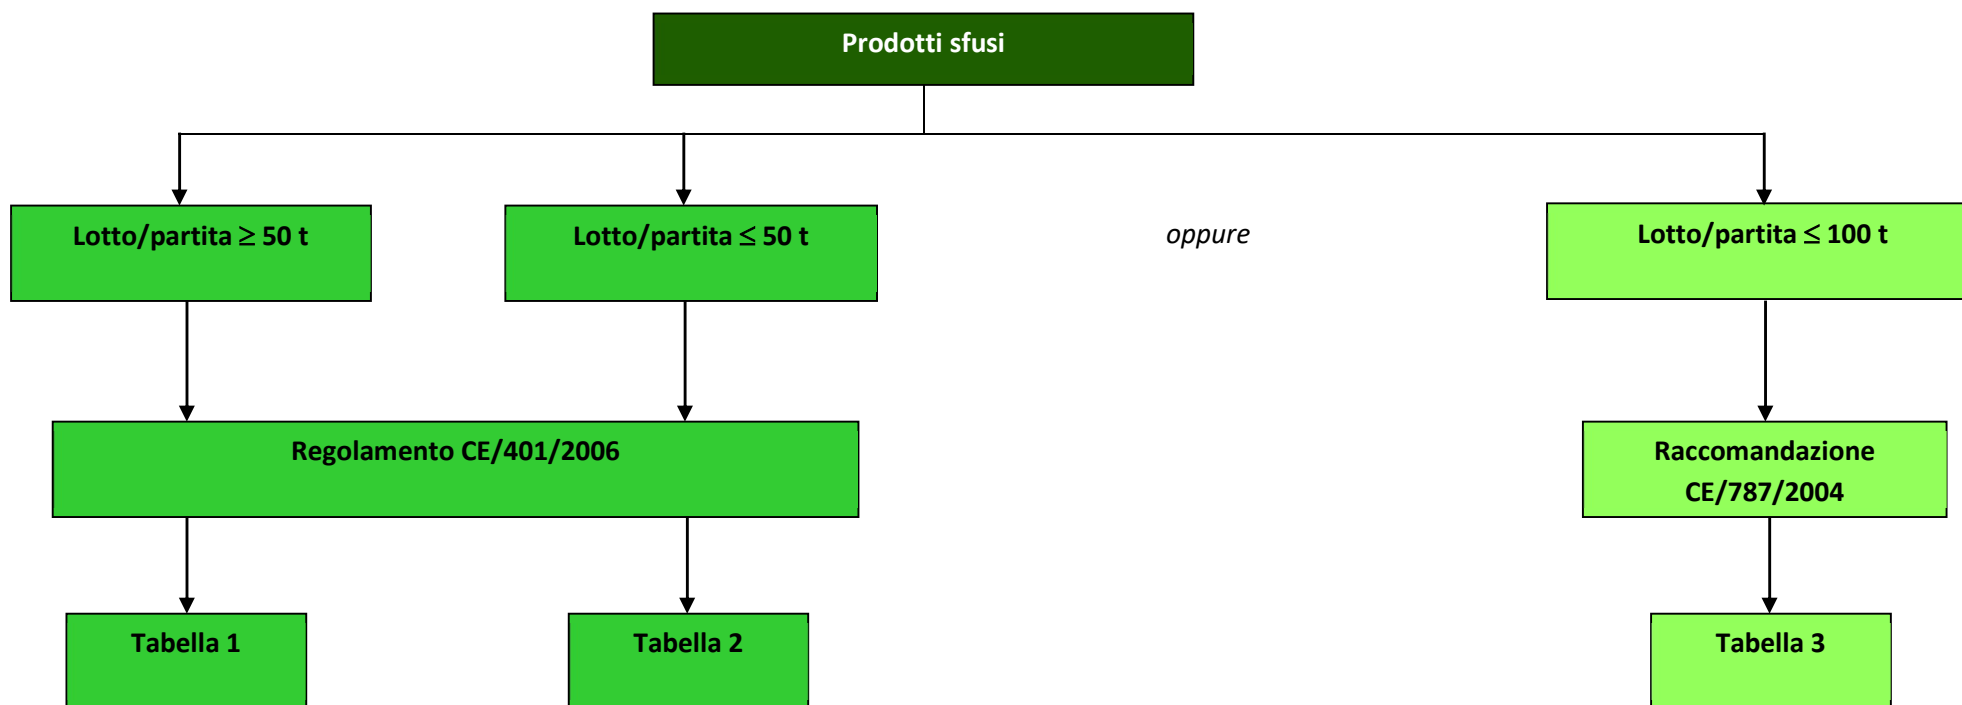 Prodotti sfusi
Lotto/partita ≥ 50 t
Lotto/partita ≤ 50 t
oppure
Lotto/partita ≤ 100 t
Regolamento CE/401/2006
Raccomandazione
CE/787/2004
Tabella 1
Tabella 2
Tabella 3